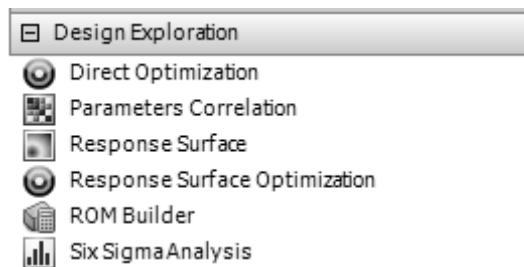 Design Exploration
Direct Optimization
Parameters Correlation
Response Surface
Response Surface Optimization
ROM Builder
Six Sigma Analysis